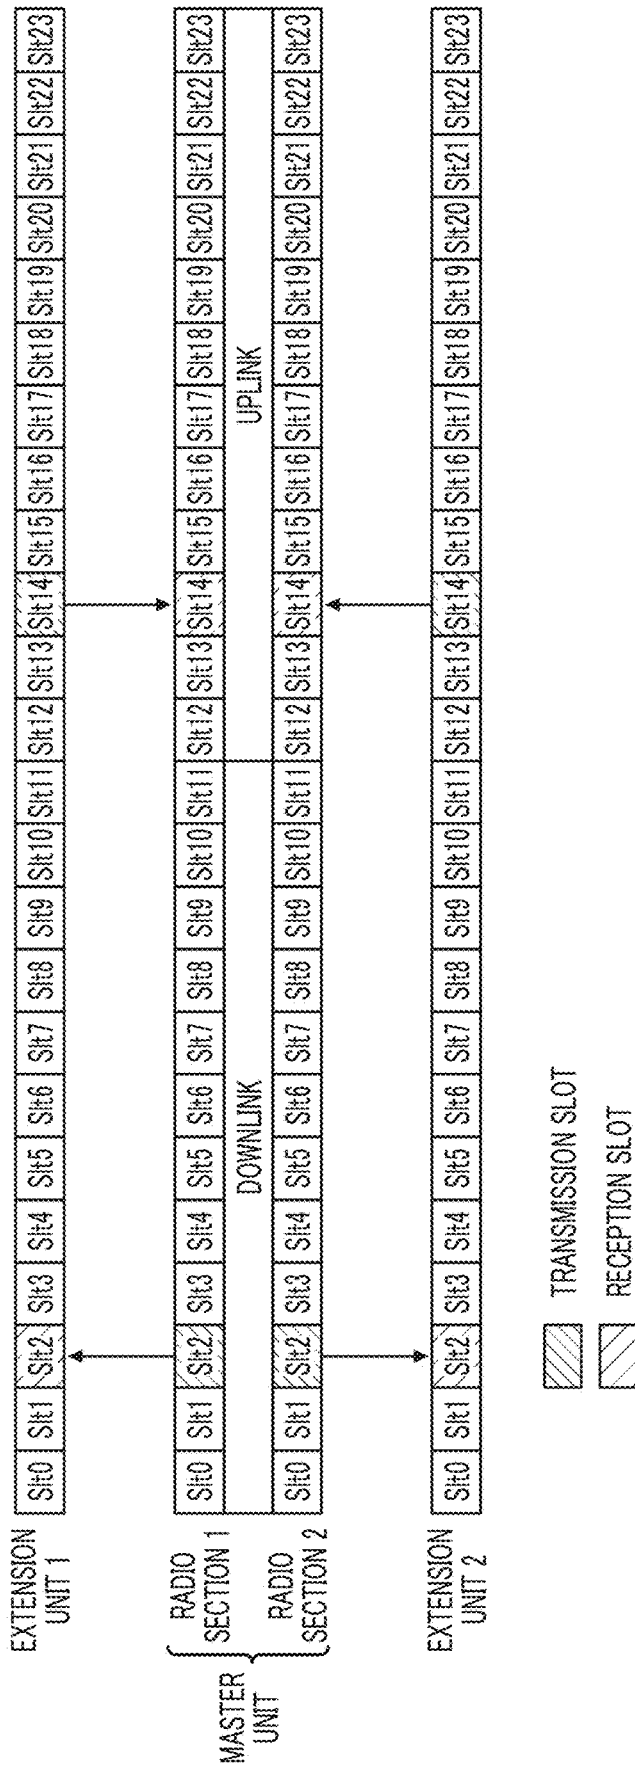 EXTENSION
UNIT 1
Slt0 Slt1 Slt2 Slt3 Slt4 Slt5 Slt6 Slt7 Slt8 Slt9 Slt10 Slt11 Slt12 Slt13 Slt14 Slt15 Slt16 Slt17 Slt18 Slt19 Slt20 Slt21 Slt22 Slt23
MASTER
UNIT
RADIO
SECTION 1
Slt0 Slt1 Slt2 Slt3 Slt4 Slt5 Slt6 Slt7 Slt8 Slt9 Slt10 Slt11 Slt12 Slt13 Slt14 Slt15 Slt16 Slt17 Slt18 Slt19 Slt20 Slt21 Slt22 Slt23
DOWNLINK UPLINK
RADIO
SECTION 2
Slt0 Slt1 Slt2 Slt3 Slt4 Slt5 Slt6 Slt7 Slt8 Slt9 Slt10 Slt11 Slt12 Slt13 Slt14 Slt15 Slt16 Slt17 Slt18 Slt19 Slt20 Slt21 Slt22 Slt23
EXTENSION
UNIT 2
Slt0 Slt1 Slt2 Slt3 Slt4 Slt5 Slt6 Slt7 Slt8 Slt9 Slt10 Slt11 Slt12 Slt13 Slt14 Slt15 Slt16 Slt17 Slt18 Slt19 Slt20 Slt21 Slt22 Slt23
TRANSMISSION SLOT
RECEPTION SLOT